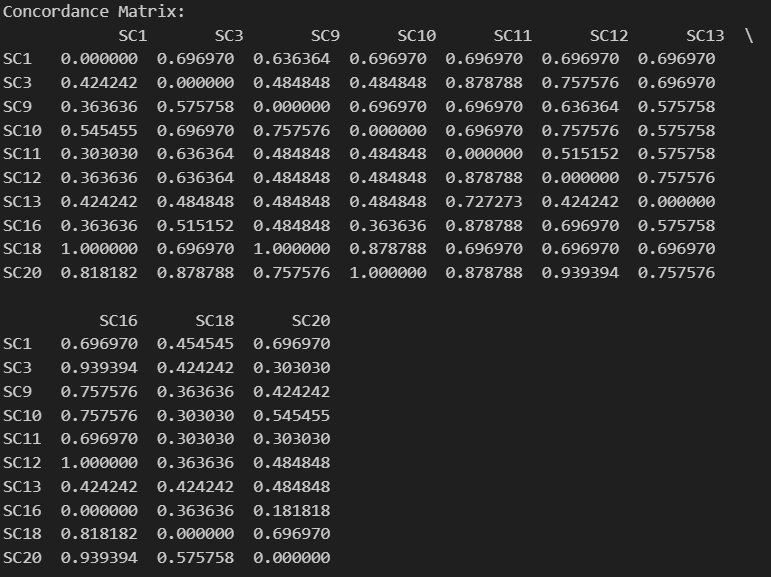 Concordance Matrix:
           SC1       SC3       SC9      SC10      SC11      SC12      SC13  \
SC1   0.000000  0.696970  0.636364  0.696970  0.696970  0.696970  0.696970
SC3   0.424242  0.000000  0.484848  0.484848  0.878788  0.757576  0.696970
SC9   0.363636  0.575758  0.000000  0.696970  0.696970  0.636364  0.575758
SC10  0.545455  0.696970  0.757576  0.000000  0.696970  0.757576  0.575758
SC11  0.303030  0.636364  0.484848  0.484848  0.000000  0.515152  0.575758
SC12  0.363636  0.636364  0.484848  0.484848  0.878788  0.000000  0.757576
SC13  0.424242  0.484848  0.484848  0.484848  0.727273  0.424242  0.000000
SC16  0.363636  0.515152  0.484848  0.363636  0.878788  0.696970  0.575758
SC18  1.000000  0.696970  1.000000  0.878788  0.696970  0.696970  0.696970
SC20  0.818182  0.878788  0.757576  1.000000  0.878788  0.939394  0.757576

          SC16      SC18      SC20
SC1   0.696970  0.454545  0.696970
SC3   0.939394  0.424242  0.303030
SC9   0.757576  0.363636  0.424242
SC10  0.757576  0.303030  0.545455
SC11  0.696970  0.303030  0.303030
SC12  1.000000  0.363636  0.484848
SC13  0.424242  0.424242  0.484848
SC16  0.000000  0.363636  0.181818
SC18  0.818182  0.000000  0.696970
SC20  0.939394  0.575758  0.000000